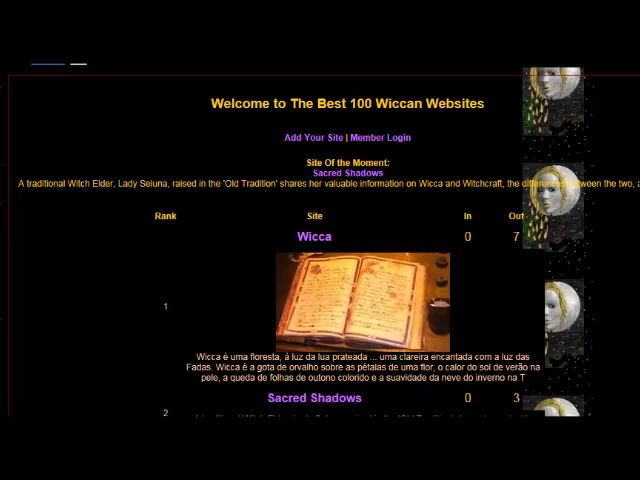 Welcome to The Best 100 Wiccan Websites
Add Your Site | Member Login
Site Of the Moment:
Sacred Shadows
A traditional Witch Elder, Lady Seluna, raised in the 'Old Tradition' shares her valuable information on Wicca and Witchcraft, the differences between the two, a
Rank Site In Out
Wicca 0 7
1
Wicca é uma floresta, à luz da lua prateada ... uma clareira encantada com a luz das
Fadas. Wicca é a gota de orvalho sobre as pétalas de uma flor, o calor do sol de verão na
pele, a queda de folhas de outono colorido e a suavidade da neve do inverno na T
Sacred Shadows 0 3
2